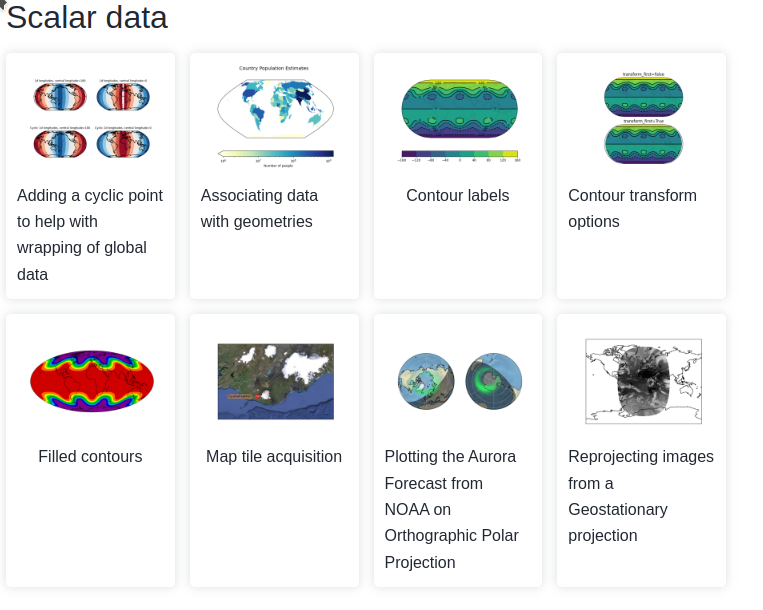 Scalar data
Country Population Estimates
Number of people
transform_first=False
transform_first=True
Adding a cyclic point
to help with
wrapping of global
data
Associating data
with geometries
Contour labels
Contour transform
options
Filled contours
Map tile acquisition
Plotting the Aurora
Forecast from
NOAA on
Orthographic Polar
Projection
Reprojecting images
from a
Geostationary
projection